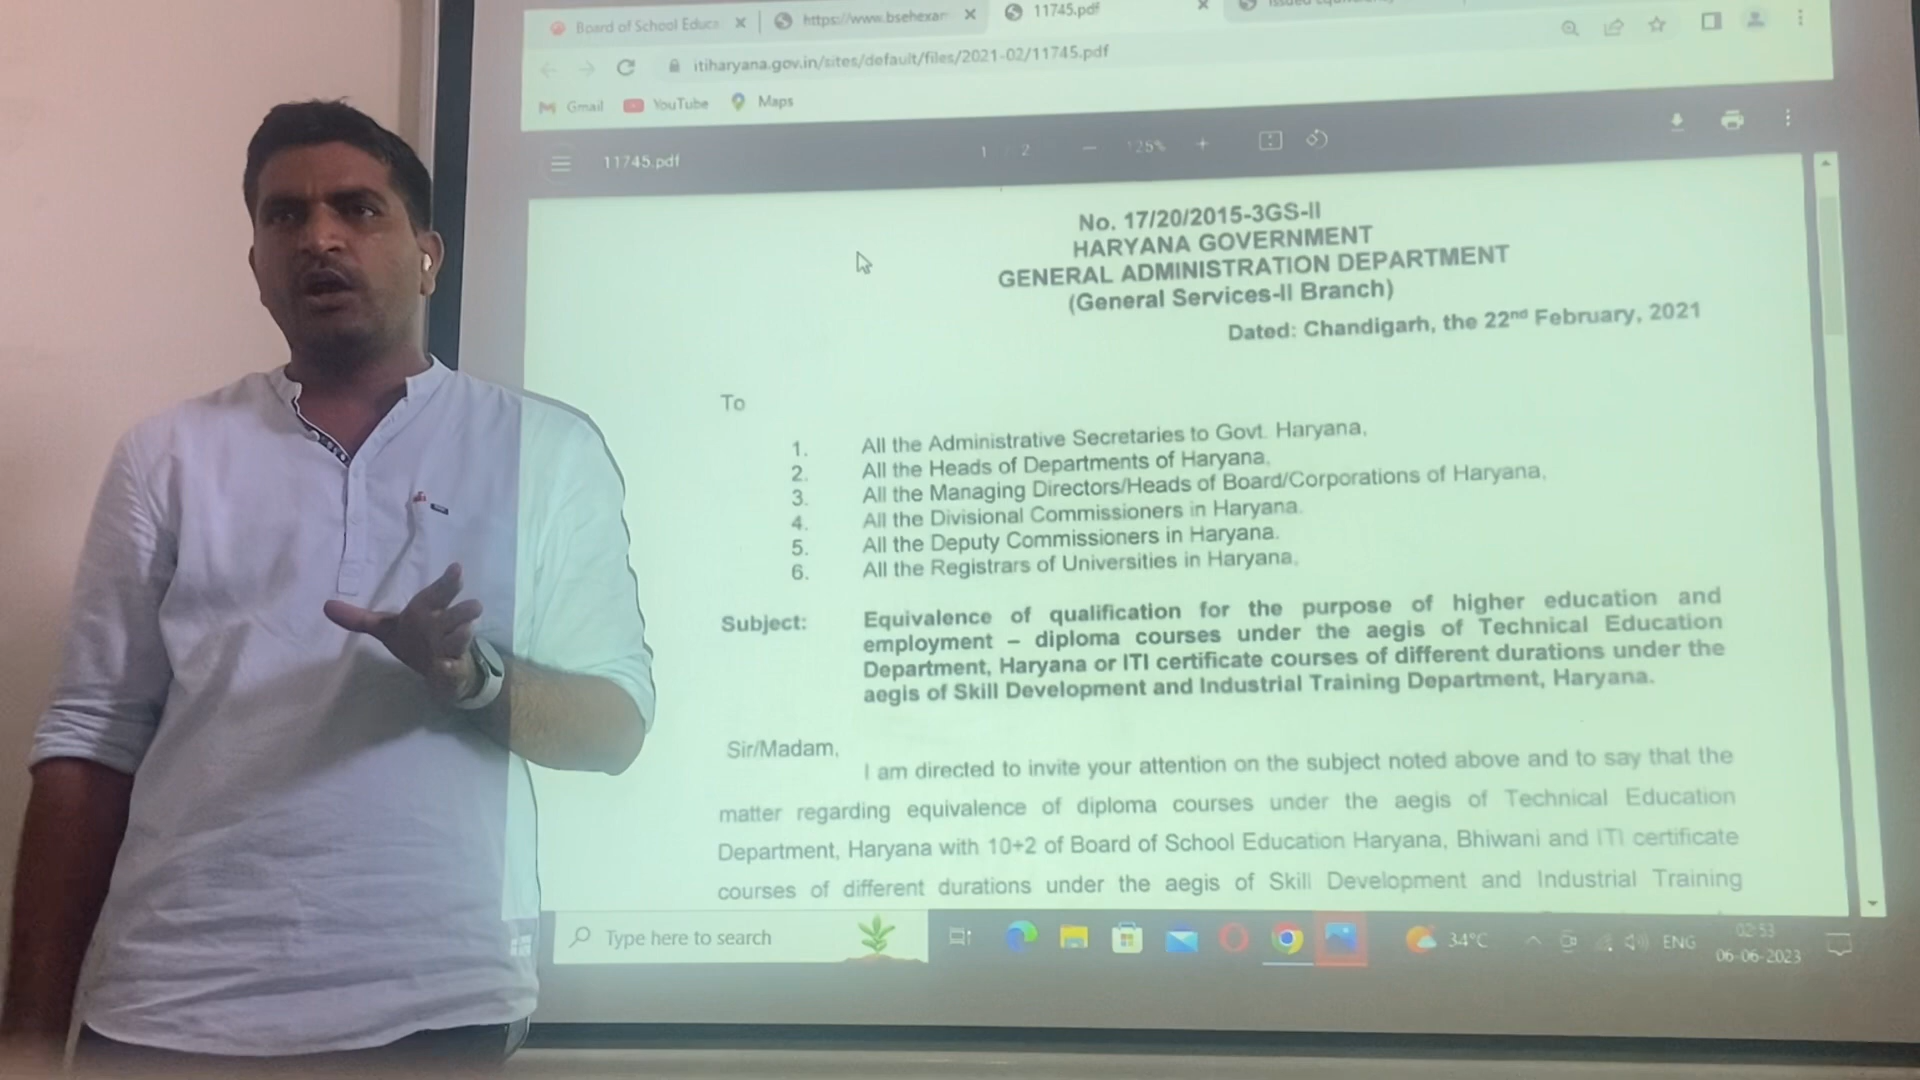 Board of School Educa
https://www.bsehexam
11745.pdf
itiharyana.gov.in/sites/default/files/2021-02/11745.pdf
Gmail YouTube Maps
11745.pdf
1 2 125%
No. 17/20/2015-3GS-II
HARYANA GOVERNMENT
GENERAL ADMINISTRATION DEPARTMENT
(General Services-II Branch)
Dated: Chandigarh, the 22nd February, 2021
To
1. All the Administrative Secretaries to Govt. Haryana,
2. All the Heads of Departments of Haryana,
3. All the Managing Directors/Heads of Board/Corporations of Haryana,
4. All the Divisional Commissioners in Haryana.
5. All the Deputy Commissioners in Haryana.
6. All the Registrars of Universities in Haryana.
Subject: Equivalence of qualification for the purpose of higher education and
employment – diploma courses under the aegis of Technical Education
Department, Haryana or ITI certificate courses of different durations under the
aegis of Skill Development and Industrial Training Department, Haryana.
Sir/Madam,
I am directed to invite your attention on the subject noted above and to say that the
matter regarding equivalence of diploma courses under the aegis of Technical Education
Department, Haryana with 10+2 of Board of School Education Haryana, Bhiwani and ITI certificate
courses of different durations under the aegis of Skill Development and Industrial Training
Type here to search
34°C
ENG
02:53
06-06-2023